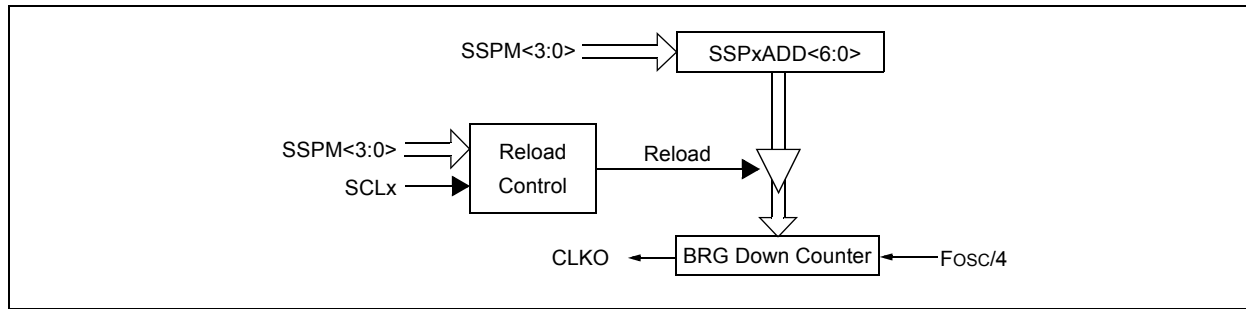 SSPM<3:0>
SSPxADD<6:0>
SSPM<3:0>
SCLx
Reload
Control
Reload
CLKO
BRG Down Counter
FOSC/4